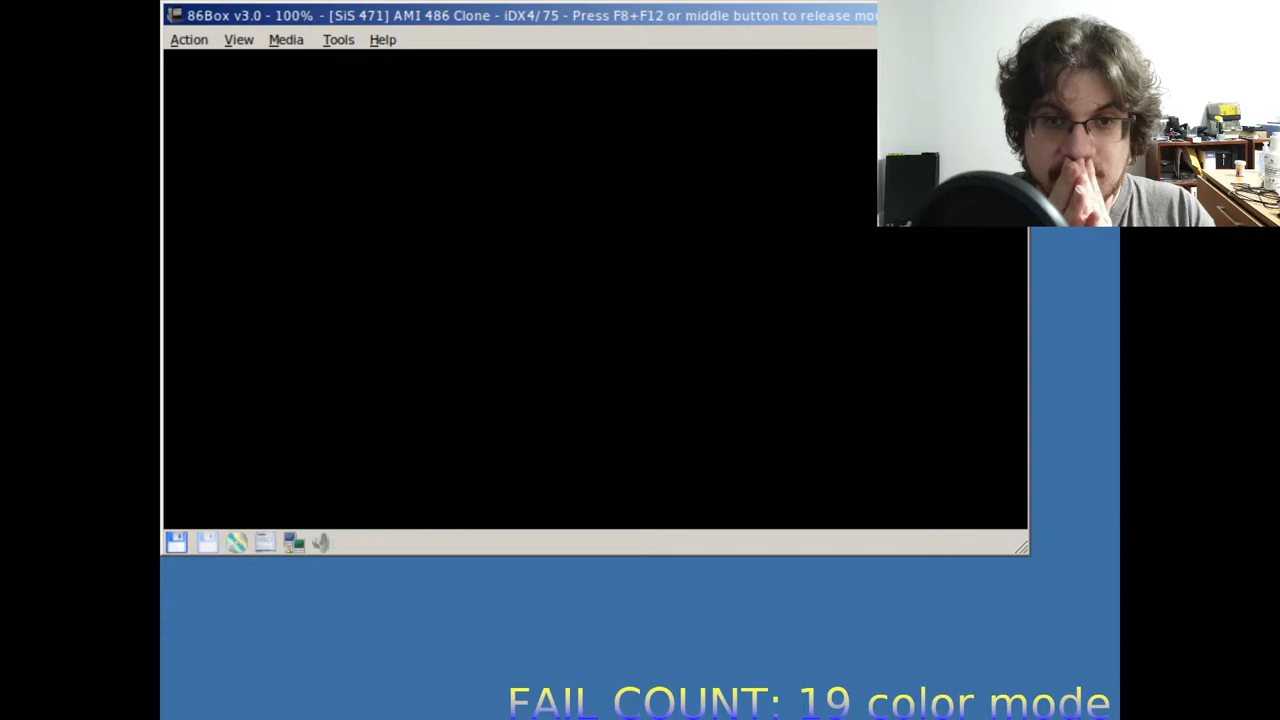 86Box v3.0 - 100% - [SiS 471] AMI 486 Clone - iDX4/75 - Press F8+F12 or middle button to release mo
Action View Media Tools Help
FAIL COUNT: 19 color mode